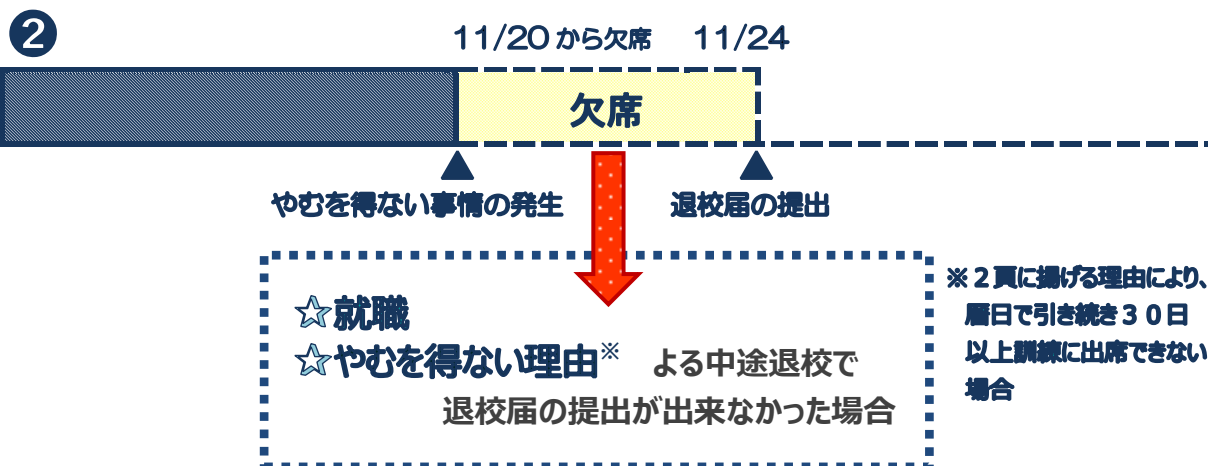 ❷
11/20から欠席 11/24
欠席
やむを得ない事情の発生 退校届の提出
☆就職
☆やむを得ない理由※ よる中途退校で
退校届の提出が出来なかった場合
※2頁に揚げる理由により、
暦日で引き続き30日
以上訓練に出席できない
場合